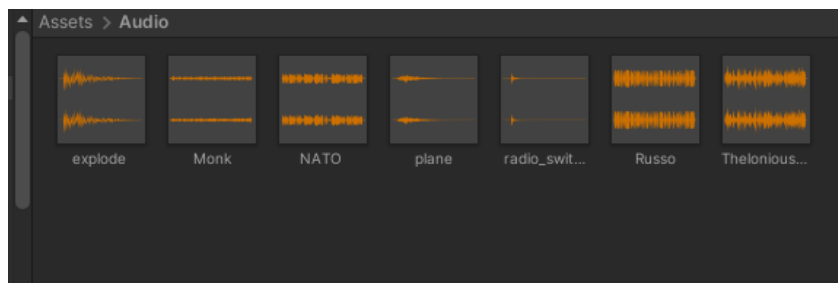 Assets > Audio
explode Monk NATO plane radio_swit... Russo Thelonious...